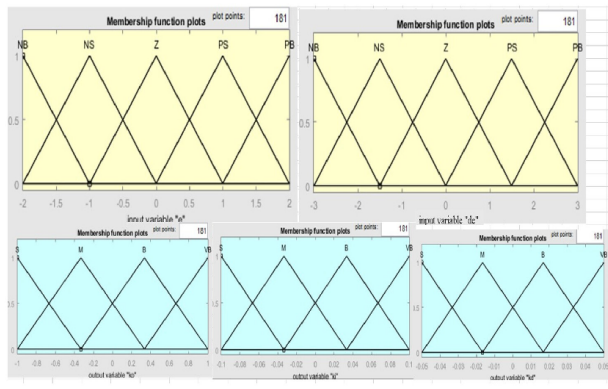 Membership function plots plot points: 181
NB NS Z PS PB
1
0.5
0
-2 -1.5 -1 -0.5 0 0.5 1 1.5 2
input variable "e"
Membership function plots plot points: 181
NB NS Z PS PB
1
0.5
0
-3 -2 -1 0 1 2 3
input variable "de"
Membership function plots plot points: 181
S M B VB
1
0.5
0
-1 -0.8 -0.6 -0.4 -0.2 0 0.2 0.4 0.6 0.8 1
output variable
Membership function plots plot points: 181
S M B VB
0
-0.1 -0.08 -0.06 -0.04 -0.02 0 0.02 0.04 0.06 0.08 0.1
output variable
Membership function plots plot points: 181
S M B VB
1
0
-0.05 -0.04 -0.03 -0.02 -0.01 0 0.01 0.02 0.03 0.04
output variable